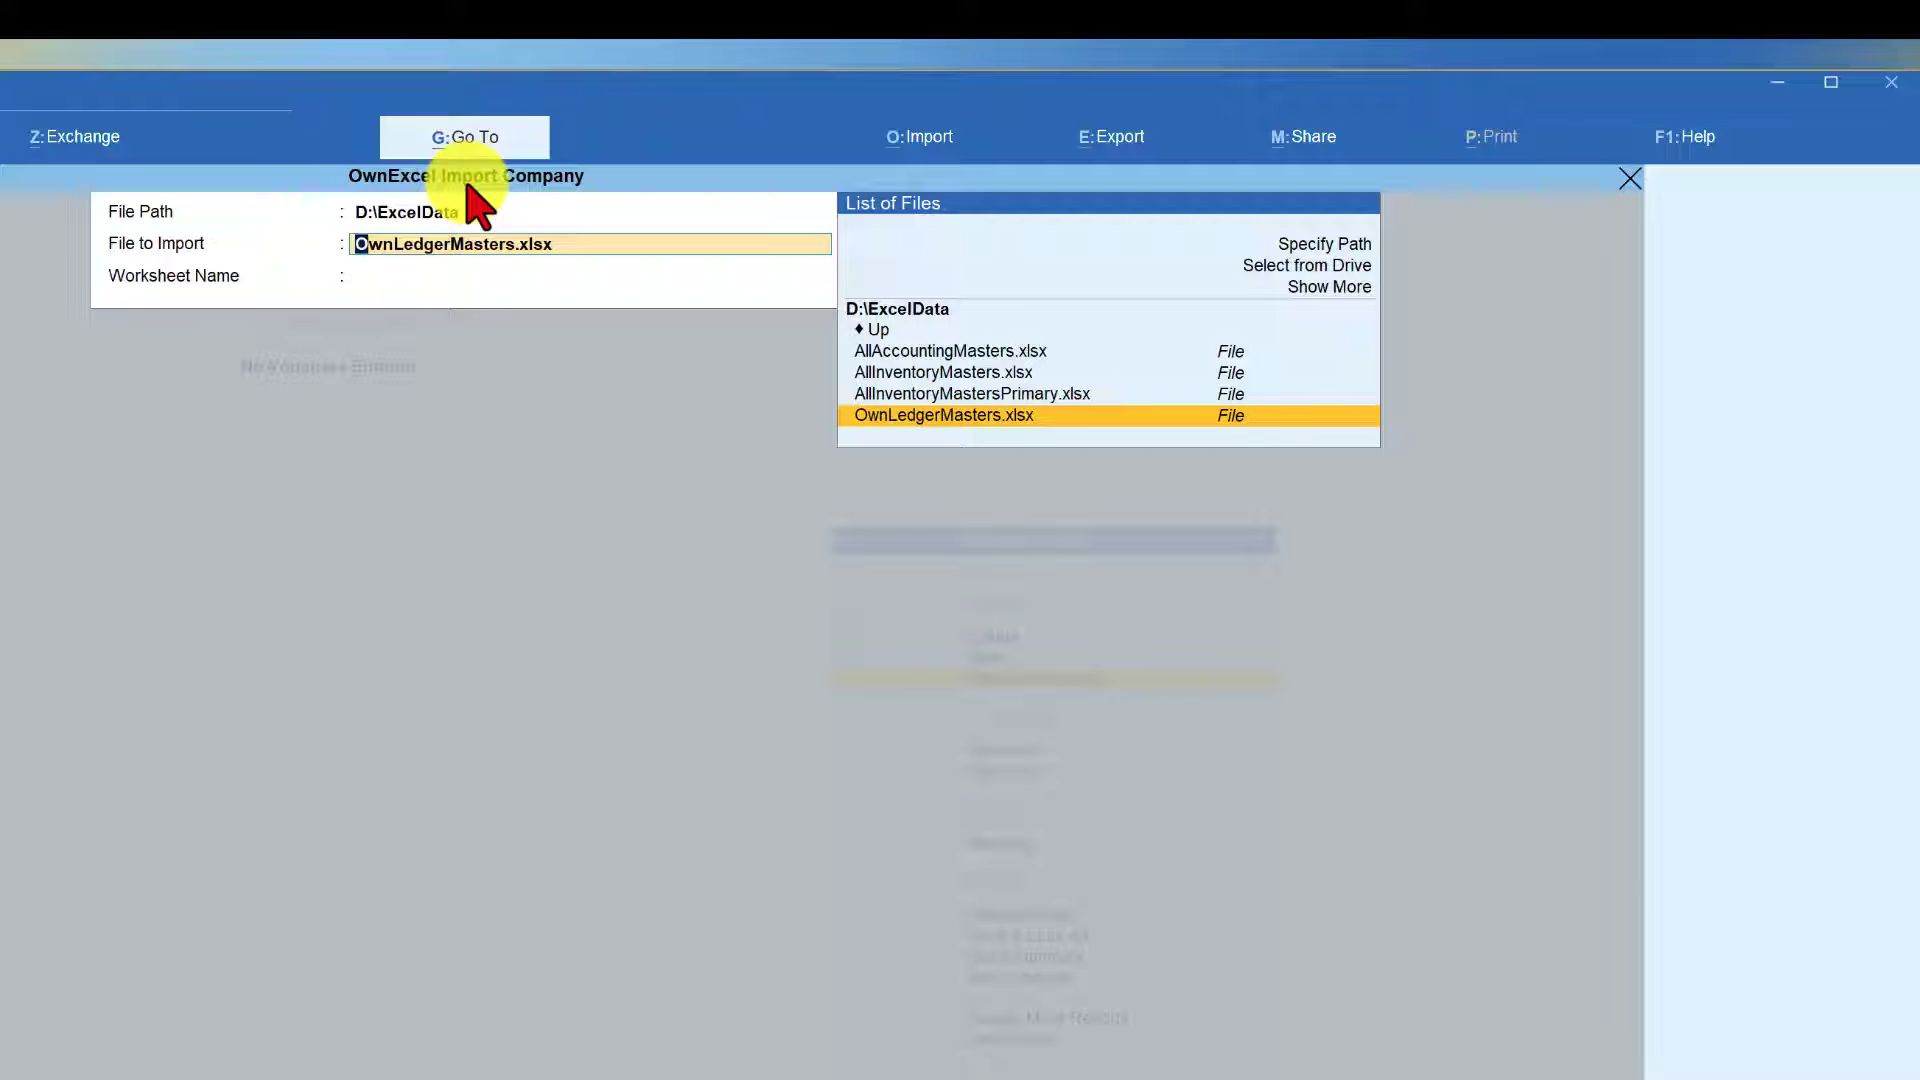 Z:Exchange G:Go To O:Import E:Export M:Share P:Print F1:Help
OwnExcel Import Company
File Path : D:\ExcelData
File to Import : OwnLedgerMasters.xlsx
Worksheet Name :
List of Files
Specify Path
Select from Drive
Show More
D:\ExcelData
♦ Up
AllAccountingMasters.xlsx File
AllInventoryMasters.xlsx File
AllInventoryMastersPrimary.xlsx File
OwnLedgerMasters.xlsx File